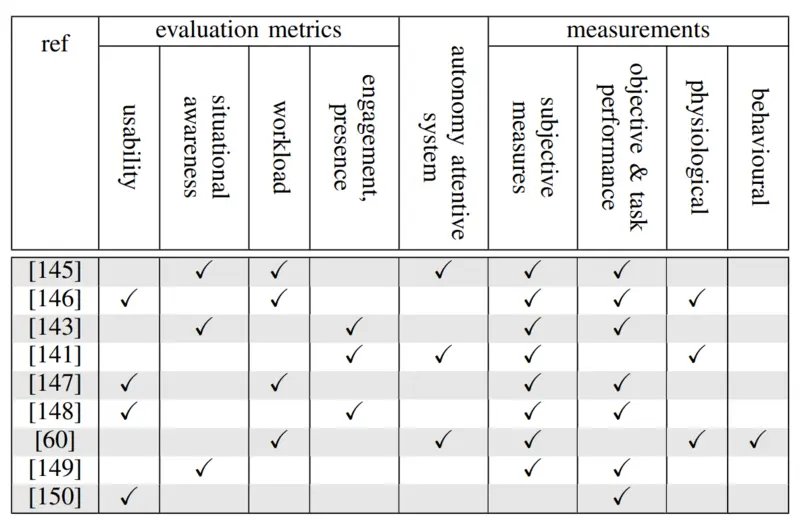 ref evaluation metrics autonomy attentive system measurements
usability situational awareness workload engagement, presence subjective measures objective & task performance physiological behavioural
[145] ✓ ✓ ✓ ✓ ✓
[146] ✓ ✓ ✓ ✓ ✓
[143] ✓ ✓ ✓ ✓
[141] ✓ ✓ ✓ ✓
[147] ✓ ✓ ✓ ✓
[148] ✓ ✓ ✓ ✓
[60] ✓ ✓ ✓ ✓ ✓
[149] ✓ ✓ ✓
[150] ✓ ✓